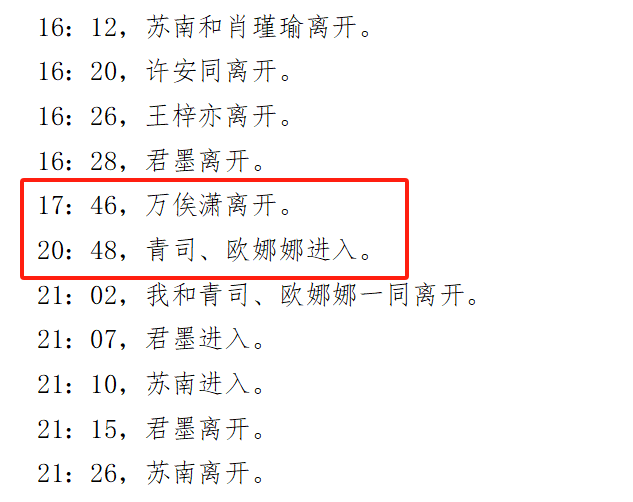 16：12，苏南和肖瑾瑜离开。
16：20，许安同离开。
16：26，王梓亦离开。
16：28，君墨离开。
17：46，万俟潇离开。
20：48，青司、欧娜娜进入。
21：02，我和青司、欧娜娜一同离开。
21：07，君墨进入。
21：10，苏南进入。
21：15，君墨离开。
21：26，苏南离开。